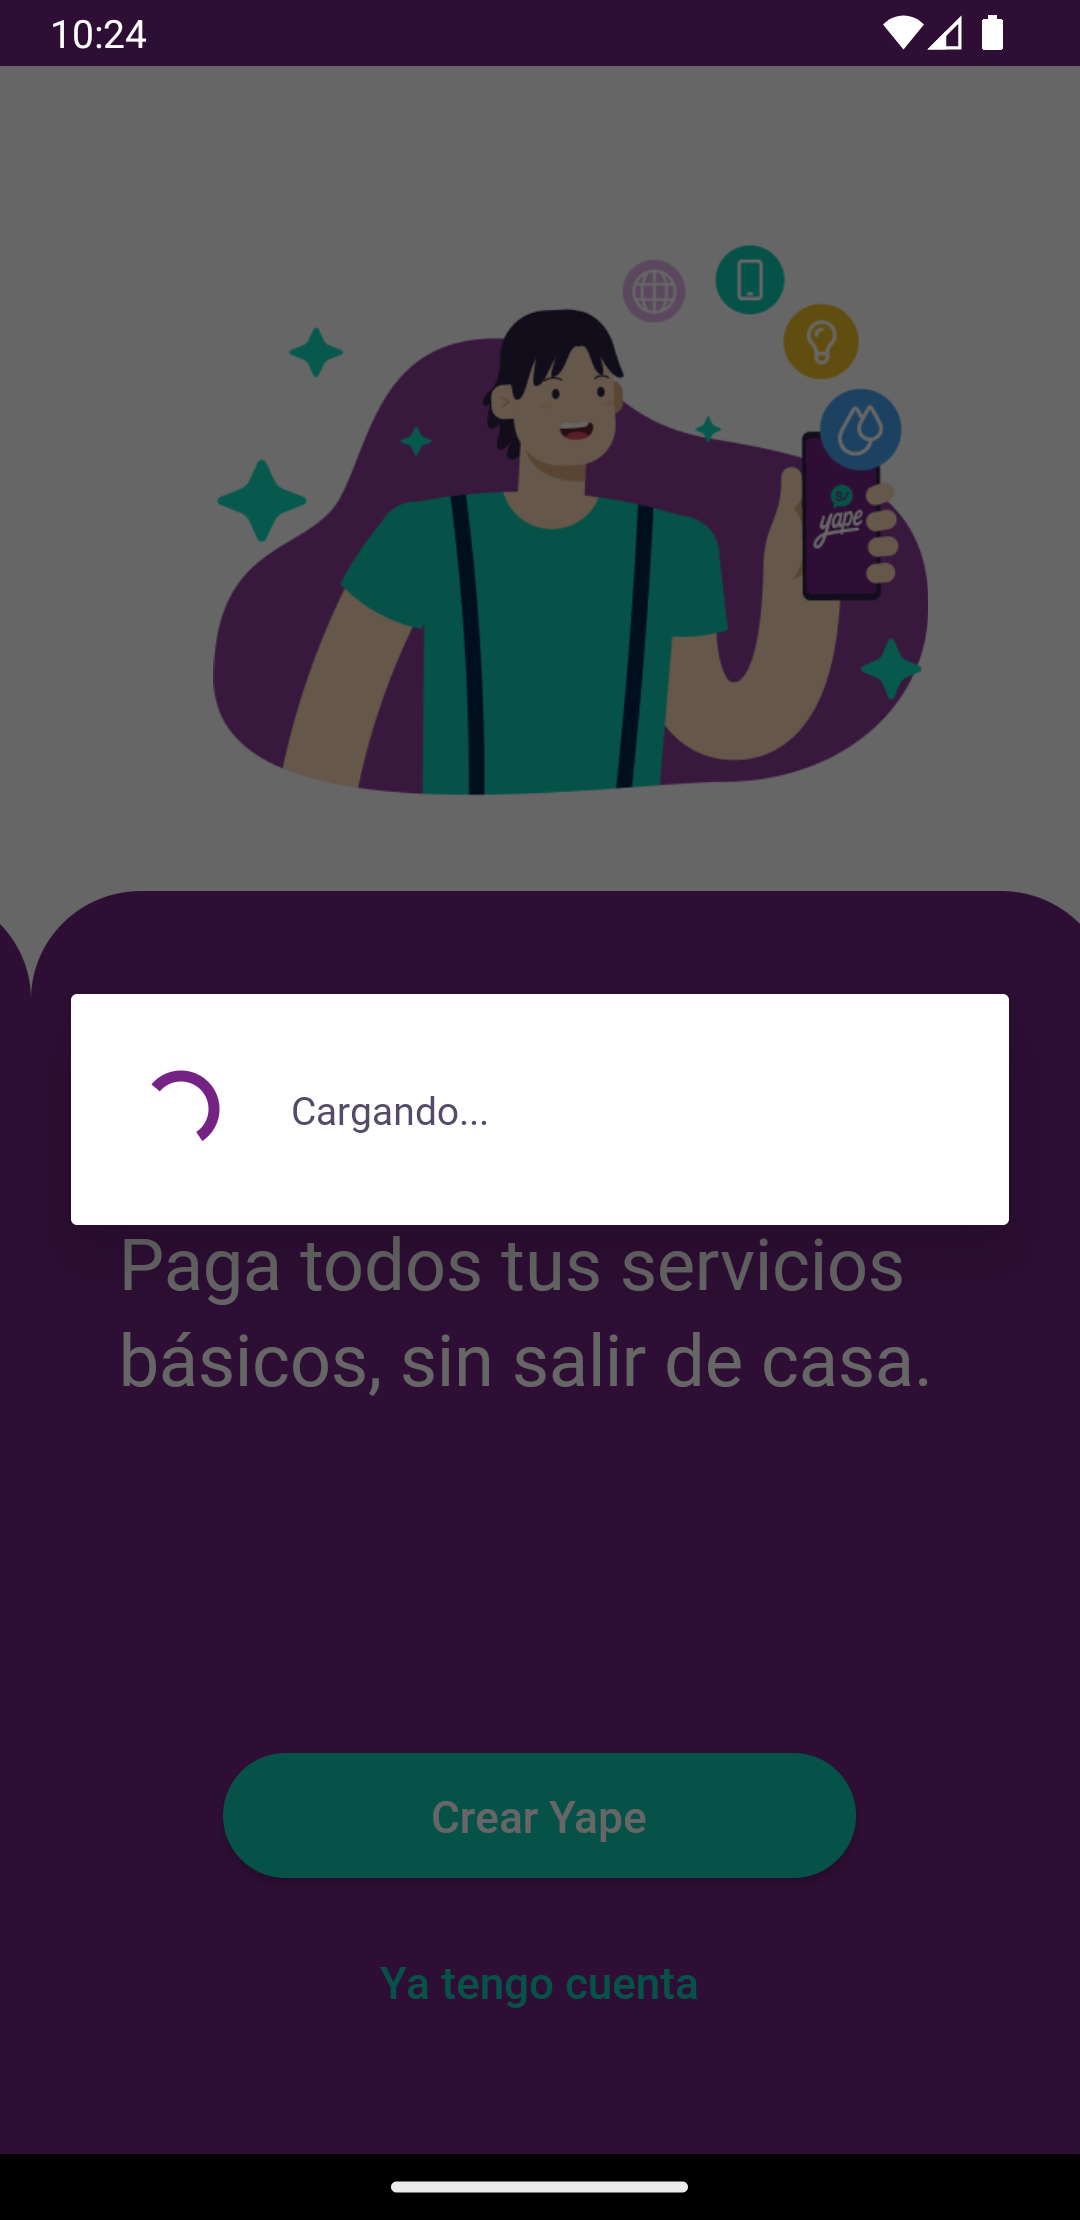 10:24
S/
yape
Cargando...
Paga todos tus servicios
básicos, sin salir de casa.
Crear Yape
Ya tengo cuenta